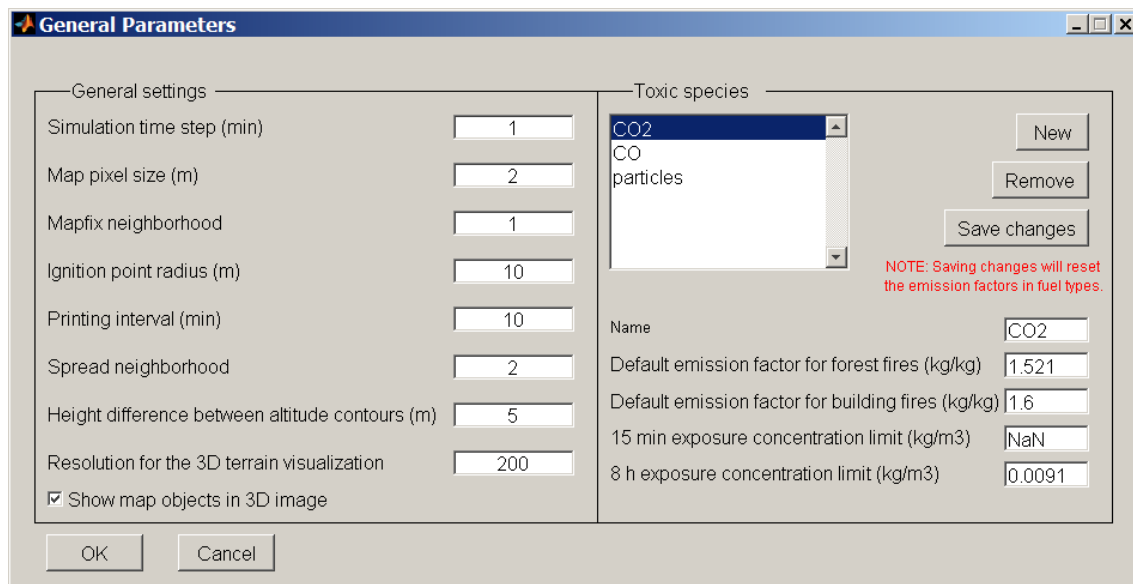 General Parameters
General settings
Simulation time step (min) 1
Map pixel size (m) 2
Mapfix neighborhood 1
Ignition point radius (m) 10
Printing interval (min) 10
Spread neighborhood 2
Height difference between altitude contours (m) 5
Resolution for the 3D terrain visualization 200
Show map objects in 3D image
Toxic species
CO2
CO
particles
New
Remove
Save changes
NOTE: Saving changes will reset
the emission factors in fuel types.
Name CO2
Default emission factor for forest fires (kg/kg) 1.521
Default emission factor for building fires (kg/kg) 1.6
15 min exposure concentration limit (kg/m3) NaN
8 h exposure concentration limit (kg/m3) 0.0091
OK Cancel